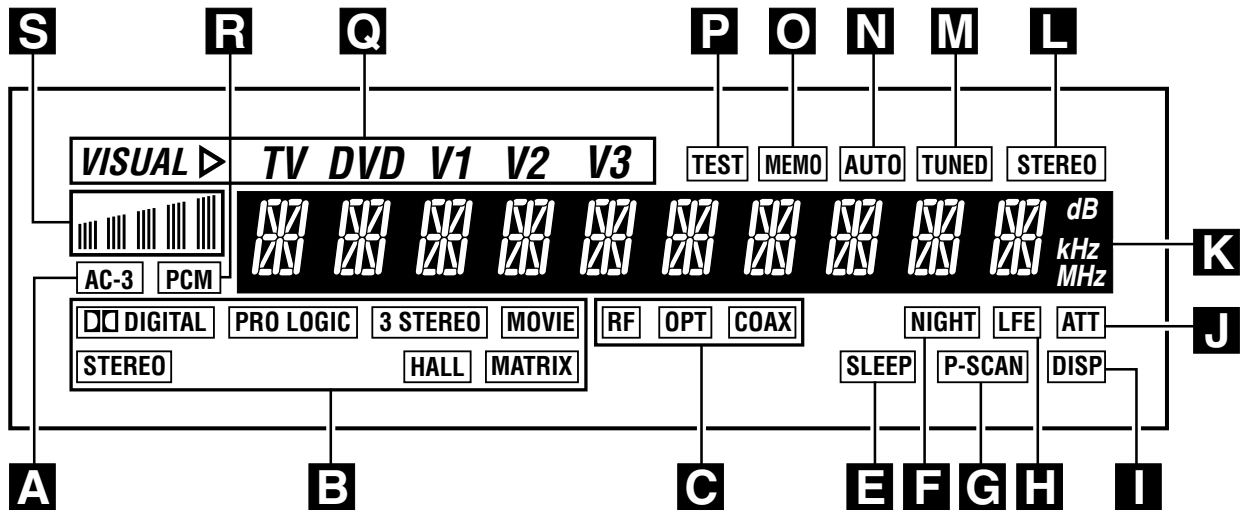 S R Q P O N M L
VISUAL TV DVD V1 V2 V3 TEST MEMO AUTO TUNED STEREO
dB
kHz
MHz
K
AC-3 PCM
DIGITAL PRO LOGIC 3 STEREO MOVIE RF OPT COAX NIGHT LFE ATT J
STEREO HALL MATRIX SLEEP P-SCAN DISP
A B C E F G H I